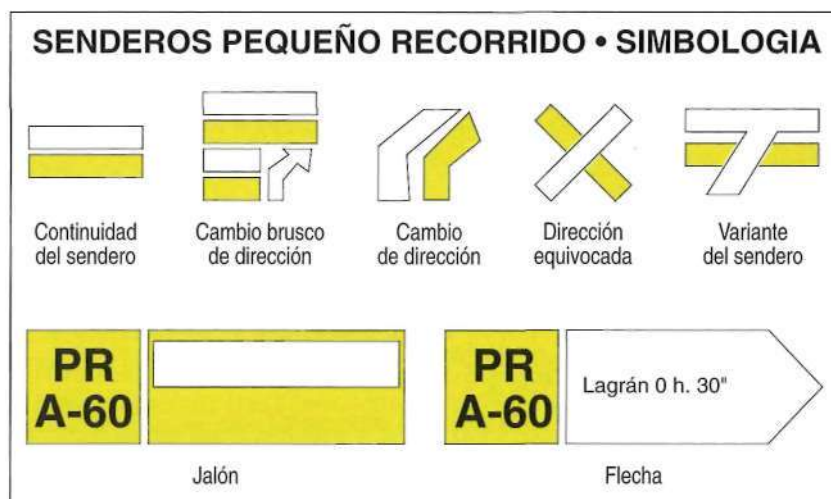 SENDEROS PEQUEÑO RECORRIDO • SIMBOLOGIA
Continuidad
del sendero
Cambio brusco
de dirección
Cambio
de dirección
Dirección
equivocada
Variante
del sendero
PR
A-60
Jalón
PR
A-60
Lagrán 0 h. 30"
Flecha